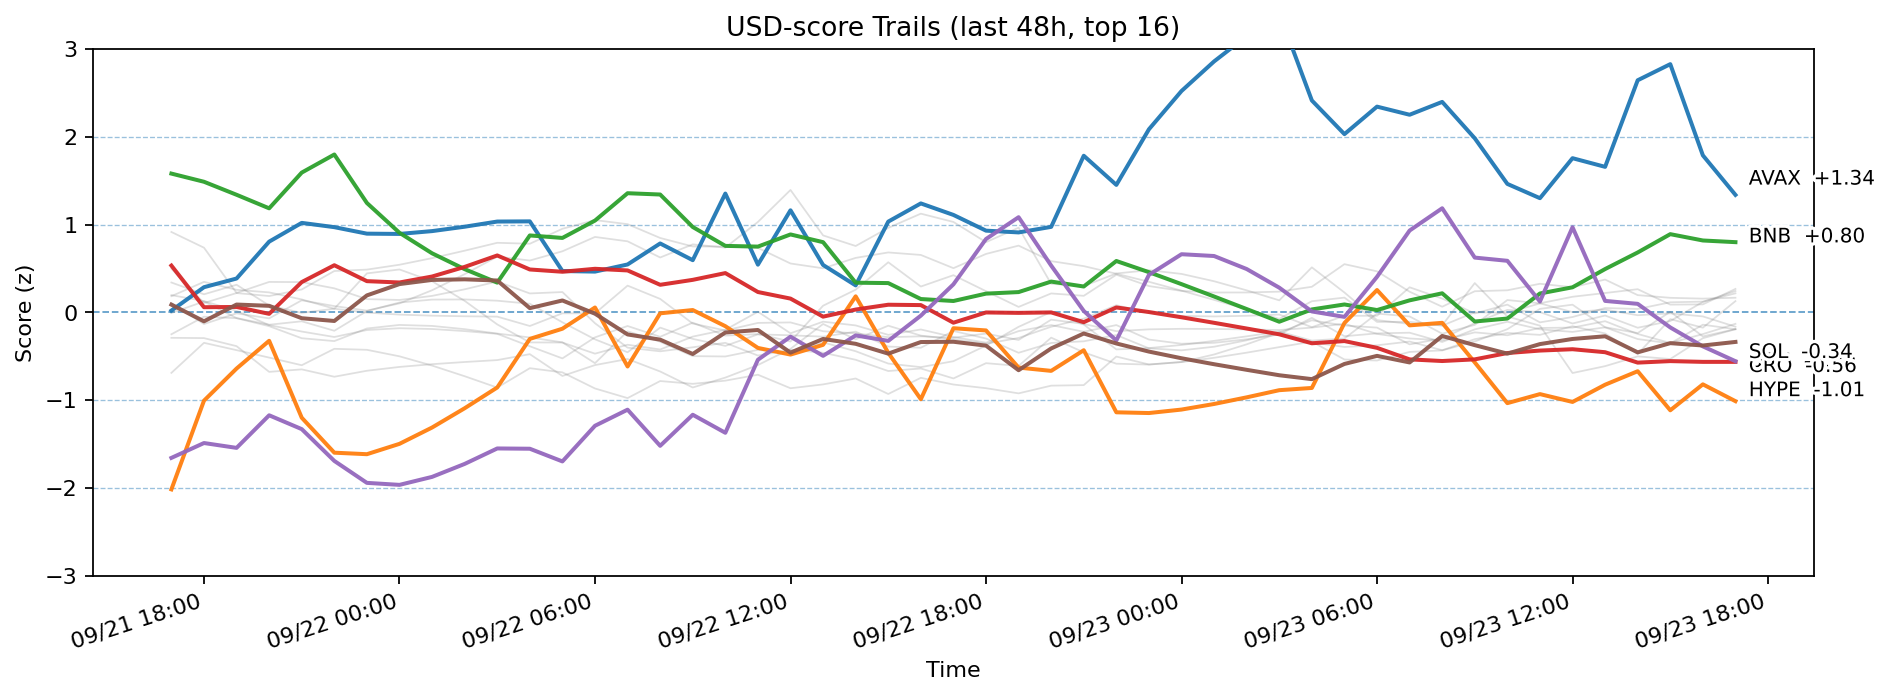 USD-score Trails (last 48h, top 16)
Score (z)
3
2
1
0
−1
−2
−3
AVAX +1.34
BNB +0.80
SOL -0.34
CRO -0.56
HYPE -1.01
09/21 18:00
09/22 00:00
09/22 06:00
09/22 12:00
09/22 18:00
09/23 00:00
09/23 06:00
09/23 12:00
09/23 18:00
Time